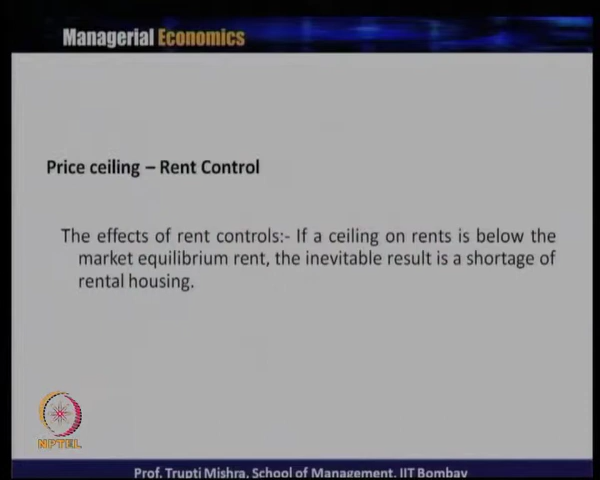 Managerial Economics
Price ceiling – Rent Control
The effects of rent controls:- If a ceiling on rents is below the
market equilibrium rent, the inevitable result is a shortage of
rental housing.
NPTEL
Prof. Trupti Mishra, School of Management, IIT Bombay